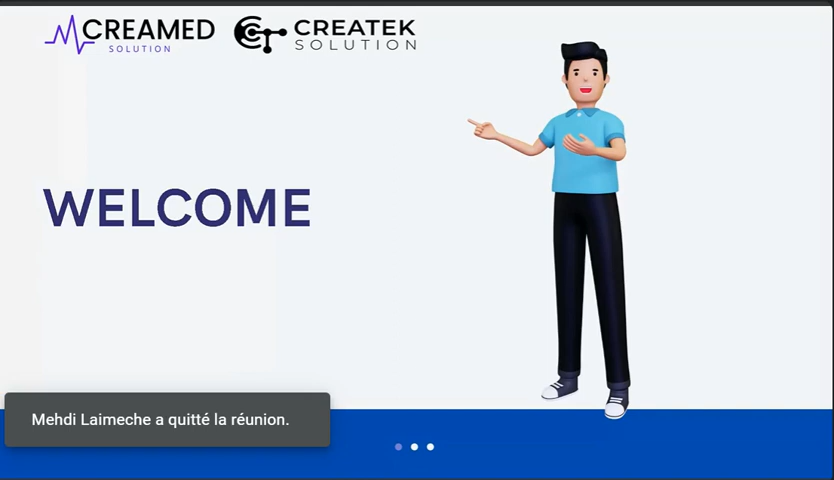 CREAMED
SOLUTION
CREATEK
SOLUTION
WELCOME
Mehdi Laimeche a quitté la réunion.